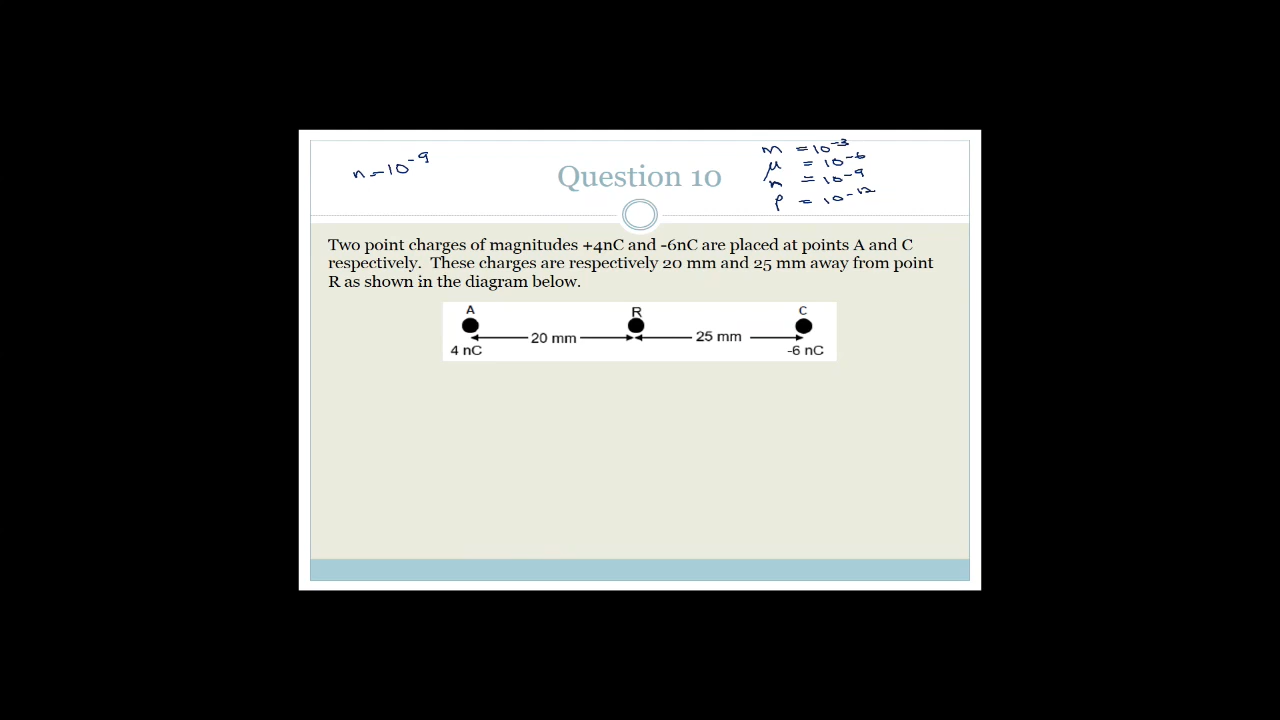 n=10⁻⁹
m = 10⁻³
μ = 10⁻⁶
n = 10⁻⁹
p = 10⁻¹²
Question 10
Two point charges of magnitudes +4nC and -6nC are placed at points A and C
respectively. These charges are respectively 20 mm and 25 mm away from point
R as shown in the diagram below.
A R C
20 mm 25 mm
4 nC -6 nC